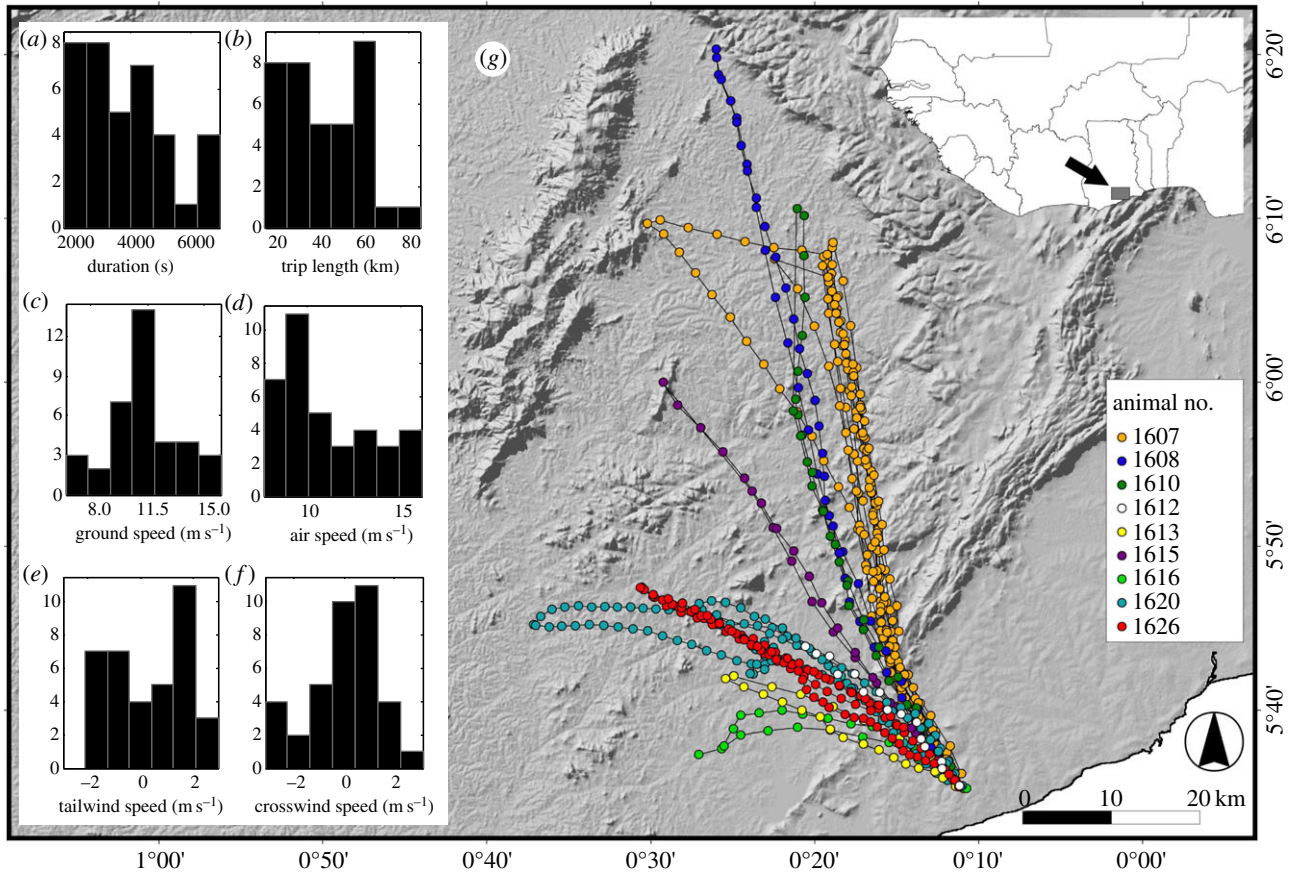 (a)
8
6
4
2
0
2000 4000 6000
duration (s)
(b)
8
6
4
2
0
20 40 60 80
trip length (km)
(c)
12
9
6
3
0
8.0 11.5 15.0
ground speed (m s⁻¹)
(d)
10
8
6
4
2
0
10 15
air speed (m s⁻¹)
(e)
10
8
6
4
2
0
−2 0 2
tailwind speed (m s⁻¹)
(f)
10
8
6
4
2
0
−2 0 2
crosswind speed (m s⁻¹)
(g)
animal no.
1607
1608
1610
1612
1613
1615
1616
1620
1626
0 10 20 km
6°20'
6°10'
6°00'
5°50'
5°40'
1°00' 0°50' 0°40' 0°30' 0°20' 0°10' 0°00'